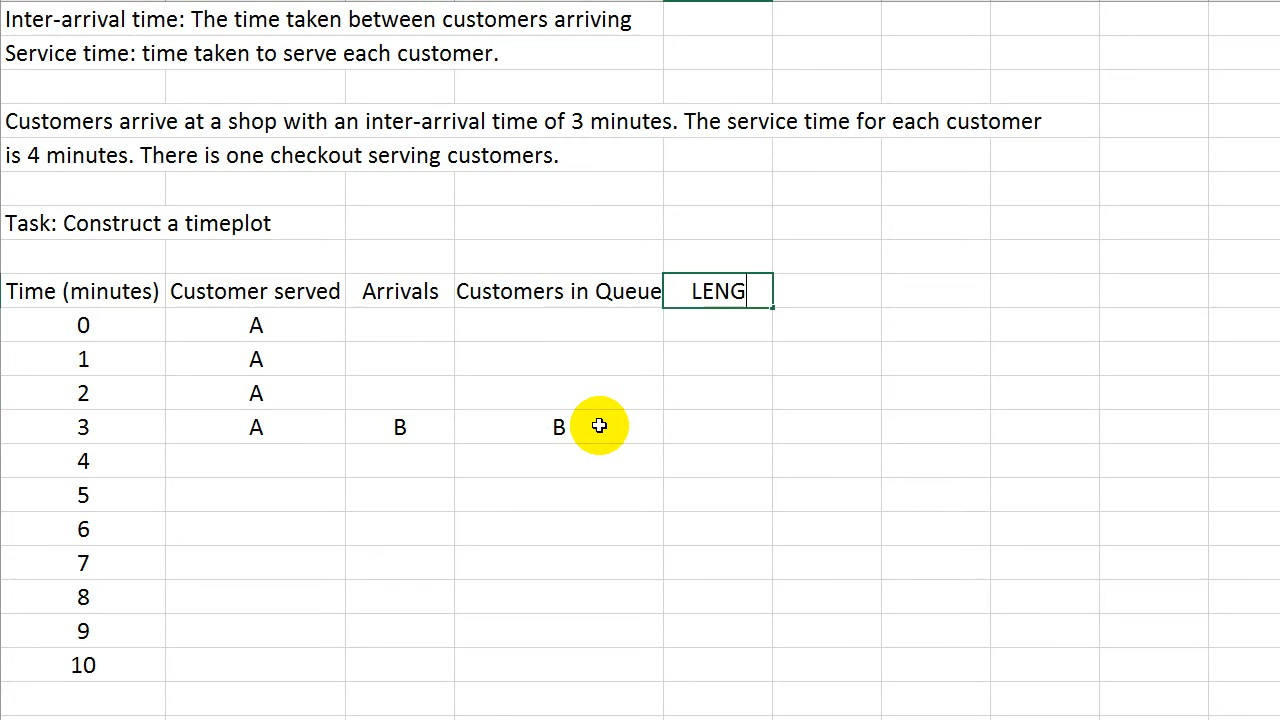 Inter-arrival time: The time taken between customers arriving
Service time: time taken to serve each customer.
Customers arrive at a shop with an inter-arrival time of 3 minutes. The service time for each customer
is 4 minutes. There is one checkout serving customers.
Task: Construct a timeplot
Time (minutes) Customer served Arrivals Customers in Queue LENG
0 A
1 A
2 A
3 A B B
4
5
6
7
8
9
10